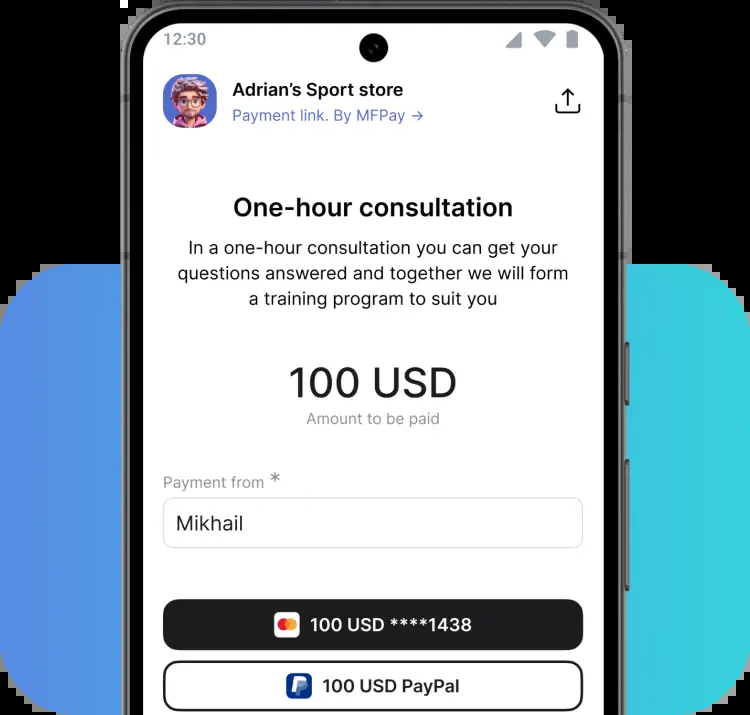 12:30
Adrian’s Sport store
Payment link. By MFPay →
One-hour consultation
In a one-hour consultation you can get your
questions answered and together we will form
a training program to suit you
100 USD
Amount to be paid
Payment from *
Mikhail
100 USD ****1438
100 USD PayPal